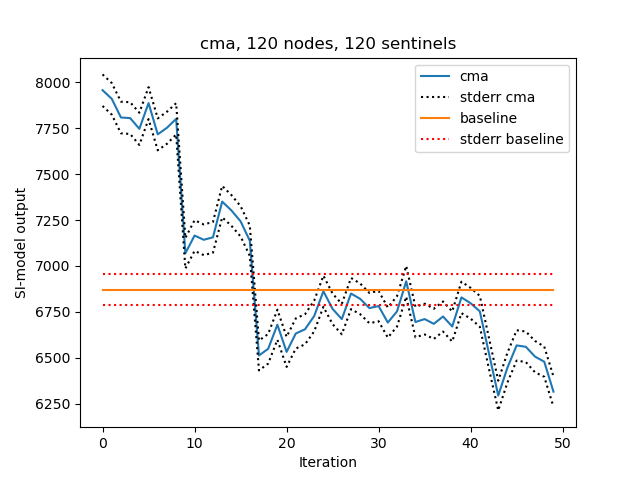 cma, 120 nodes, 120 sentinels
8000
7750
7500
7250
7000
6750
6500
6250
SI-model output
cma
stderr cma
baseline
stderr baseline
0
10
20
30
40
50
Iteration